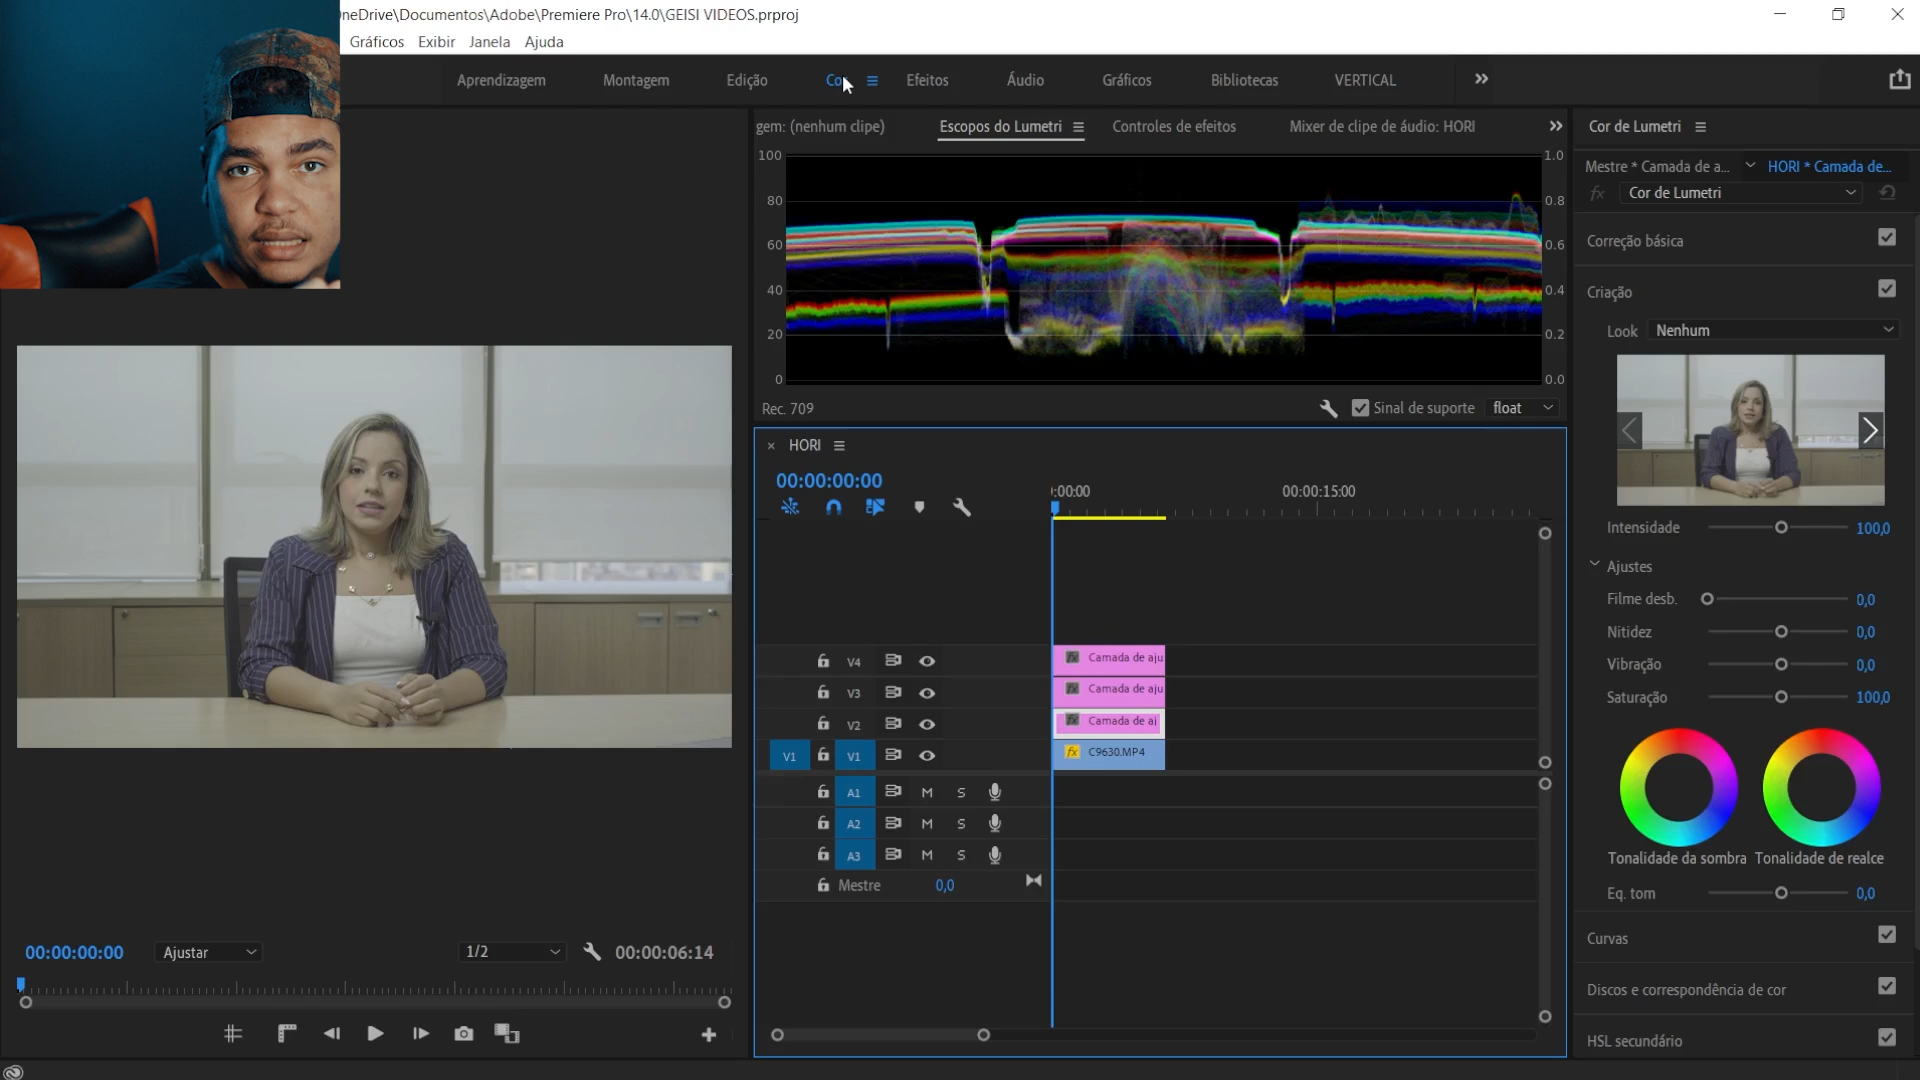 OneDrive\Documentos\Adobe\Premiere Pro\14.0\GEISI VIDEOS.prproj
Gráficos Exibir Janela Ajuda
Aprendizagem Montagem Edição Cor Efeitos Áudio Gráficos Bibliotecas VERTICAL
gem: (nenhum clipe) Escopos do Lumetri Controles de efeitos Mixer de clipe de áudio: HORI
Cor de Lumetri
Mestre * Camada de a... HORI * Camada de...
fx Cor de Lumetri
100 1.0
80 0.8
60 0.6
40 0.4
20 0.2
0 0.0
Rec. 709 Sinal de suporte float
Correção básica
Criação
Look Nenhum
Intensidade 100,0
Ajustes
Filme desb. 0,0
Nitidez 0,0
Vibração 0,0
Saturação 100,0
Tonalidade da sombra Tonalidade de realce
Eq. tom 0,0
Curvas
Discos e correspondência de cor
HSL secundário
× HORI
00:00:00:00
:00:00 00:00:15:00
V4 fx Camada de aju
V3 fx Camada de aju
V2 fx Camada de aj
V1 V1 fx C9630.MP4
A1 M S
A2 M S
A3 M S
Mestre 0,0
00:00:00:00 Ajustar 1/2 00:00:06:14